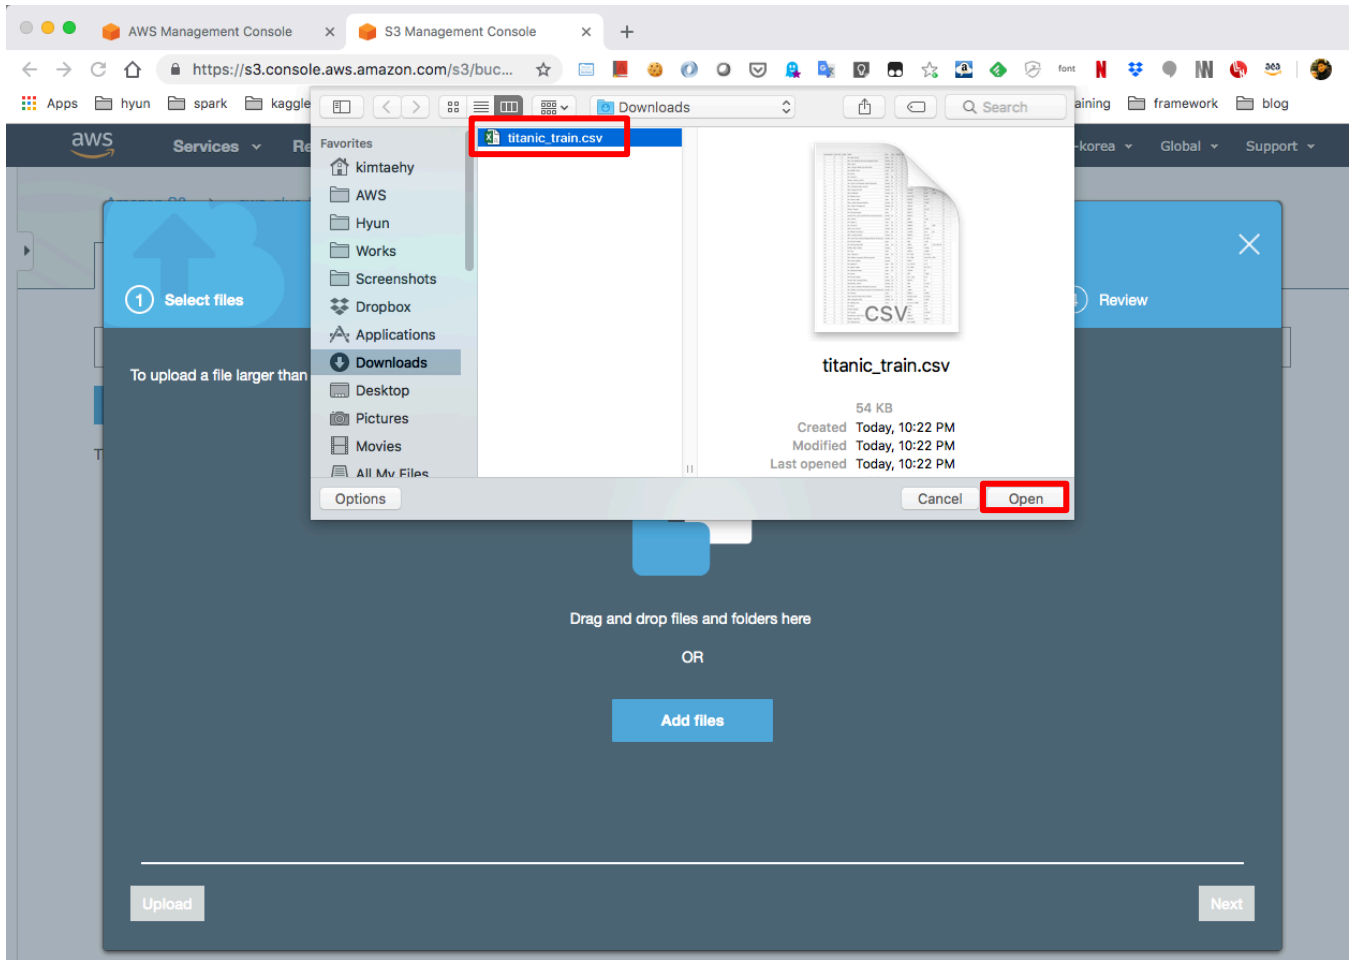 AWS Management Console
S3 Management Console
https://s3.console.aws.amazon.com/s3/buc...
font
Apps
hyun
spark
kaggle
Downloads
Search
aining
framework
blog
aws
Services
Re
-korea
Global
Support
Favorites
kimtaehy
AWS
Hyun
Works
Screenshots
Dropbox
Applications
Downloads
Desktop
Pictures
Movies
All My Files
titanic_train.csv
CSV
titanic_train.csv
54 KB
Created Today, 10:22 PM
Modified Today, 10:22 PM
Last opened Today, 10:22 PM
Options
Cancel
Open
1 Select files
Review
To upload a file larger than
T
Drag and drop files and folders here
OR
Add files
Upload
Next